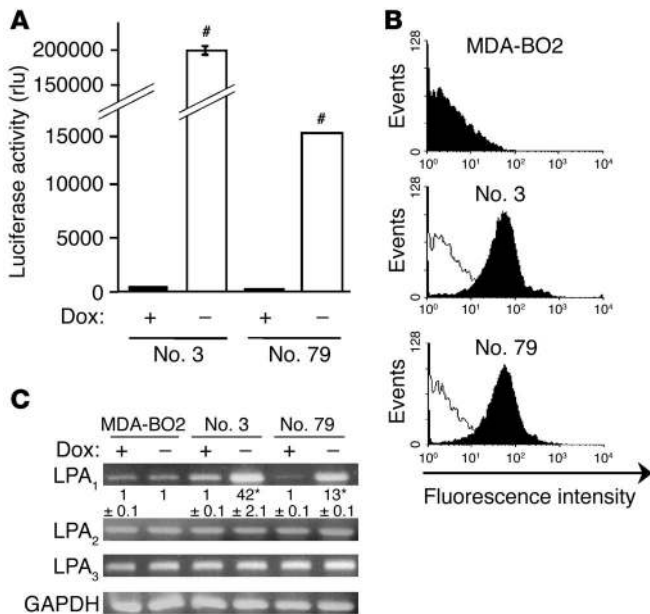 A
Luciferase activity (rlu)
200000
150000
15000
10000
5000
0
#
#
Dox: + − + −
No. 3 No. 79
B
MDA-BO2
Events
128
0
10⁰ 10¹ 10² 10³ 10⁴
No. 3
Events
128
0
10⁰ 10¹ 10² 10³ 10⁴
No. 79
Events
128
0
10⁰ 10¹ 10² 10³ 10⁴
Fluorescence intensity
C
MDA-BO2 No. 3 No. 79
Dox: + − + − + −
LPA₁
1 1 1 42* 1 13*
± 0.1 ± 0.1 ± 2.1 ± 0.1 ± 0.1
LPA₂
LPA₃
GAPDH